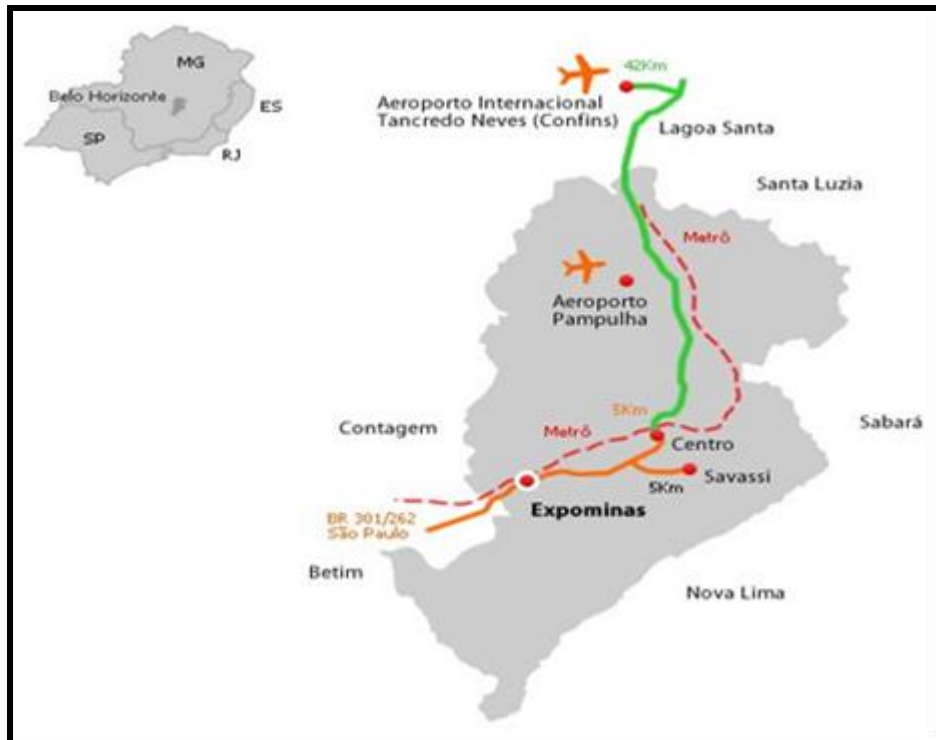 MG
Belo Horizonte
ES
SP
RJ
42Km
Aeroporto Internacional
Tancredo Neves (Confins)
Lagoa Santa
Santa Luzia
Metrô
Aeroporto
Pampulha
5Km
Contagem
Metrô
Centro
Sabará
Savassi
5Km
Expominas
BR 301/262
São Paulo
Betim
Nova Lima